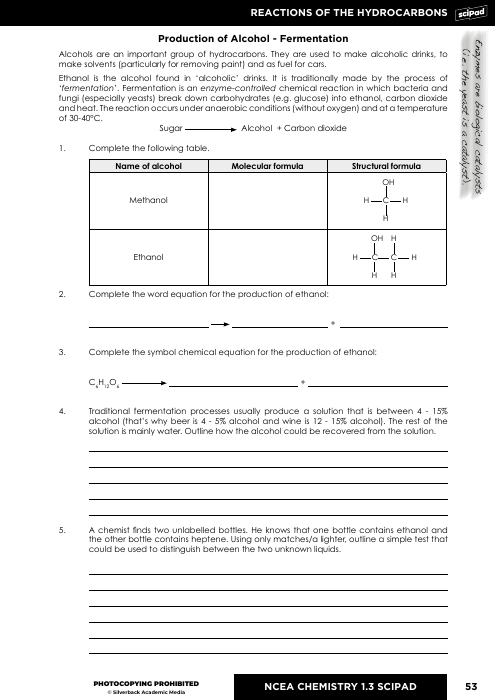 REACTIONS OF THE HYDROCARBONS scipad
Production of Alcohol - Fermentation
Alcohols are an important group of hydrocarbons. They are used to make alcoholic drinks, to
make solvents (particularly for removing paint) and as fuel for cars.
Ethanol is the alcohol found in 'alcoholic' drinks. It is traditionally made by the process of
'fermentation'. Fermentation is an enzyme-controlled chemical reaction in which bacteria and
fungi (especially yeasts) break down carbohydrates (e.g. glucose) into ethanol, carbon dioxide
and heat. The reaction occurs under anaerobic conditions (without oxygen) and at a temperature
of 30-40°C.
Sugar ⟶ Alcohol + Carbon dioxide
Enzymes are biological catalysts
(i.e. the yeast is a catalyst).
1. Complete the following table.
Name of alcohol Molecular formula Structural formula
OH
Methanol H C H
H
OH H
Ethanol H C C H
H H
2. Complete the word equation for the production of ethanol:
⟶ +
3. Complete the symbol chemical equation for the production of ethanol:
C₆H₁₂O₆ ⟶ +
4. Traditional fermentation processes usually produce a solution that is between 4 - 15%
alcohol (that's why beer is 4 - 5% alcohol and wine is 12 - 15% alcohol). The rest of the
solution is mainly water. Outline how the alcohol could be recovered from the solution.
5. A chemist finds two unlabelled bottles. He knows that one bottle contains ethanol and
the other bottle contains heptene. Using only matches/a lighter, outline a simple test that
could be used to distinguish between the two unknown liquids.
PHOTOCOPYING PROHIBITED
© Silverback Academic Media
NCEA CHEMISTRY 1.3 SCIPAD 53